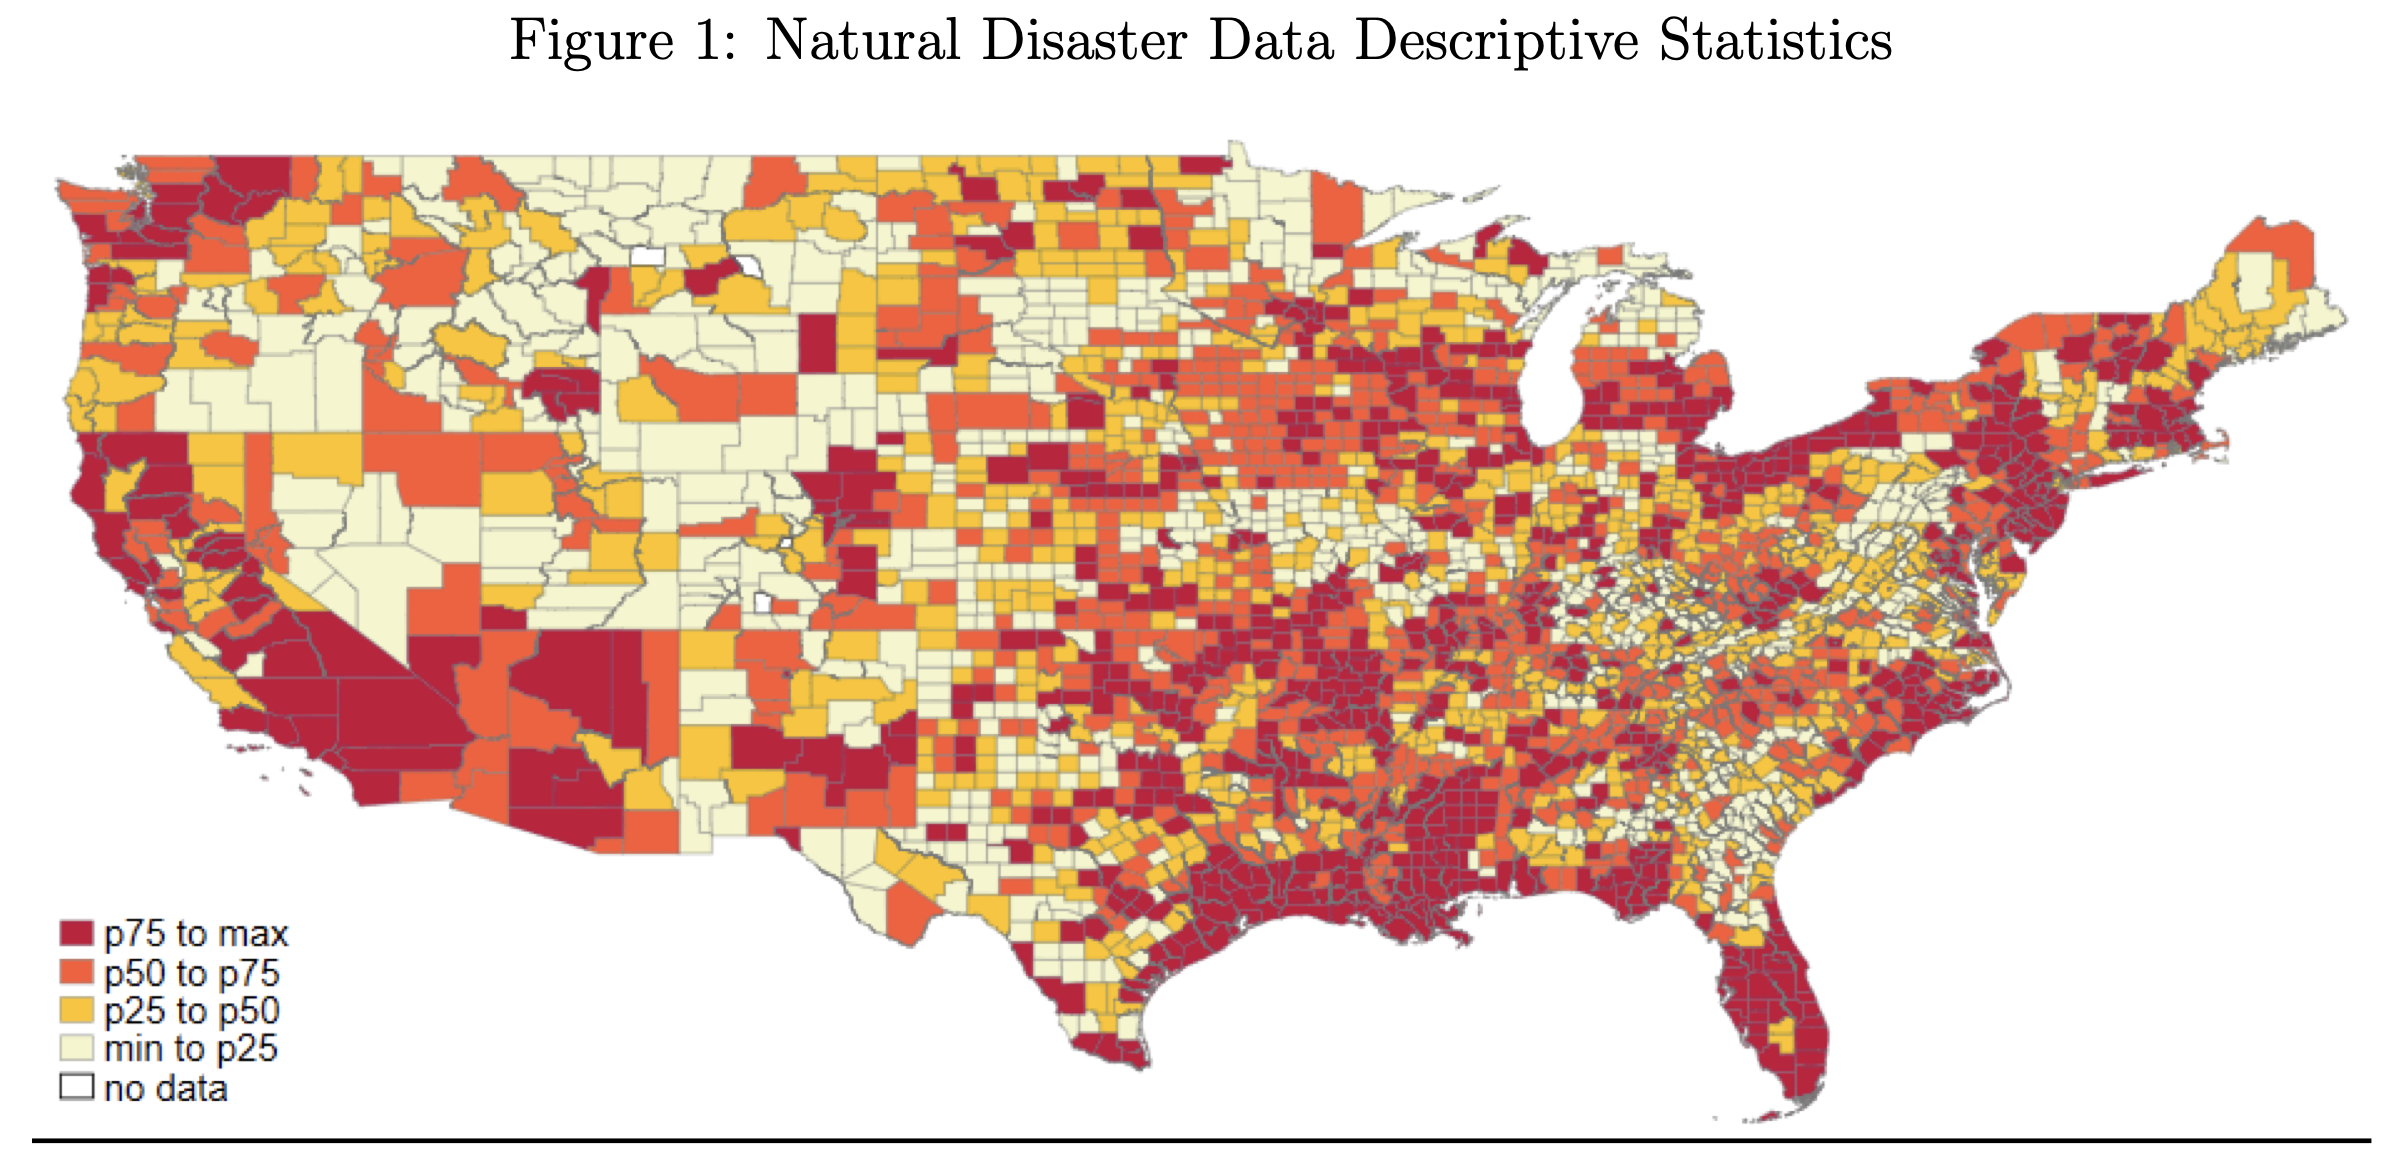 Figure 1: Natural Disaster Data Descriptive Statistics
p75 to max
p50 to p75
p25 to p50
min to p25
no data